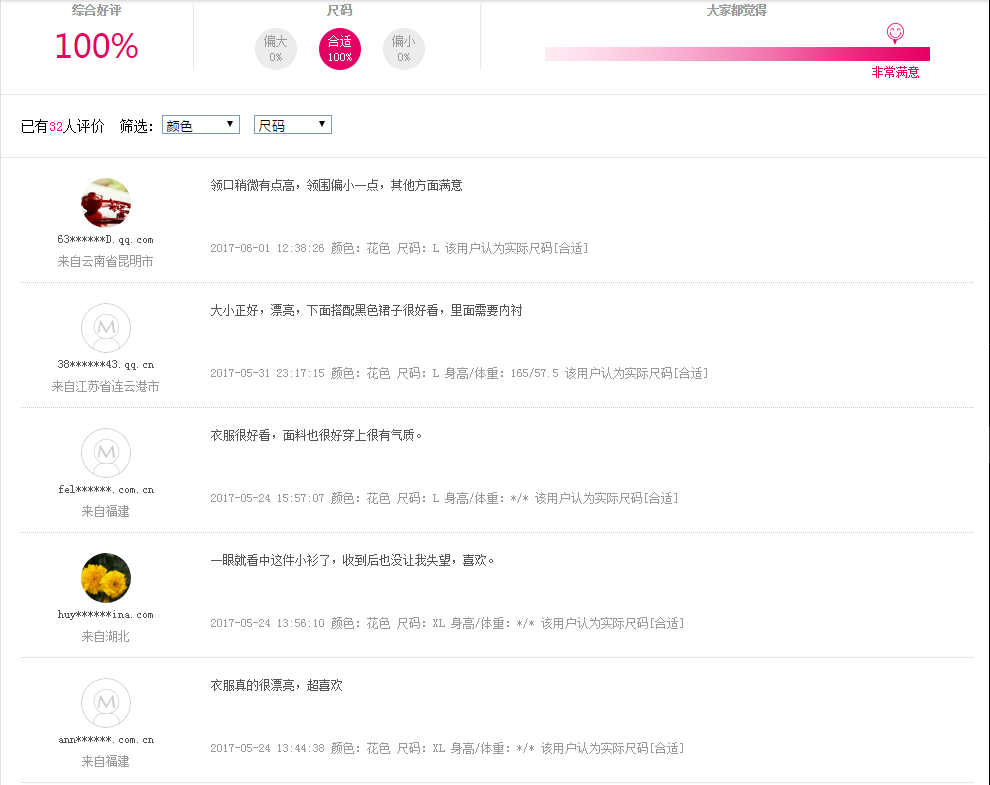 综合好评
100%
尺码
偏大
0%
合适
100%
偏小
0%
大家都觉得
非常满意
已有32人评价 筛选： 颜色 尺码
领口稍微有点高，领围偏小一点，其他方面满意
63******D.qq.com
来自云南省昆明市
2017-06-01 12:38:26 颜色：花色 尺码：L 该用户认为实际尺码[合适]
大小正好，漂亮，下面搭配黑色裙子很好看，里面需要内衬
M
38******43.qq.cn
来自江苏省连云港市
2017-05-31 23:17:15 颜色：花色 尺码：L 身高/体重：165/57.5 该用户认为实际尺码[合适]
衣服很好看，面料也很好穿上很有气质。
M
fel******.com.cn
来自福建
2017-05-24 15:57:07 颜色：花色 尺码：L 身高/体重：*/* 该用户认为实际尺码[合适]
一眼就看中这件小衫了，收到后也没让我失望，喜欢。
huy******ina.com
来自湖北
2017-05-24 13:56:10 颜色：花色 尺码：XL 身高/体重：*/* 该用户认为实际尺码[合适]
衣服真的很漂亮，超喜欢
M
ann******.com.cn
来自福建
2017-05-24 13:44:38 颜色：花色 尺码：XL 身高/体重：*/* 该用户认为实际尺码[合适]